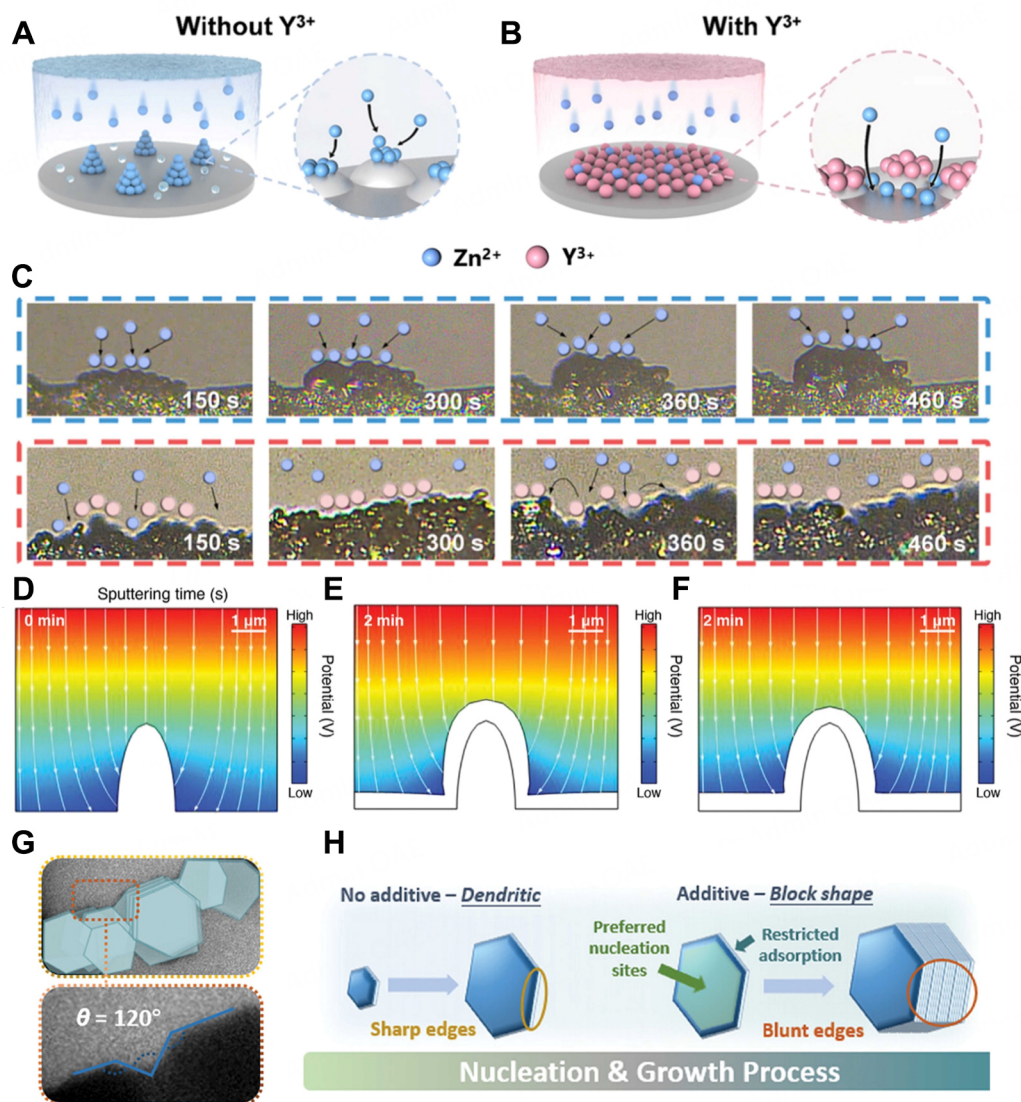 A
Without Y³⁺
B
With Y³⁺
Zn²⁺
Y³⁺
C
150 s
300 s
360 s
460 s
150 s
300 s
360 s
460 s
D
Sputtering time (s)
0 min
1 µm
High
Low
Potential (V)
E
2 min
1 µm
High
Low
Potential (V)
F
2 min
1 µm
High
Low
Potential (V)
G
θ = 120°
H
No additive – Dendritic
Additive – Block shape
Preferred
nucleation
sites
Restricted
adsorption
Sharp edges
Blunt edges
Nucleation & Growth Process